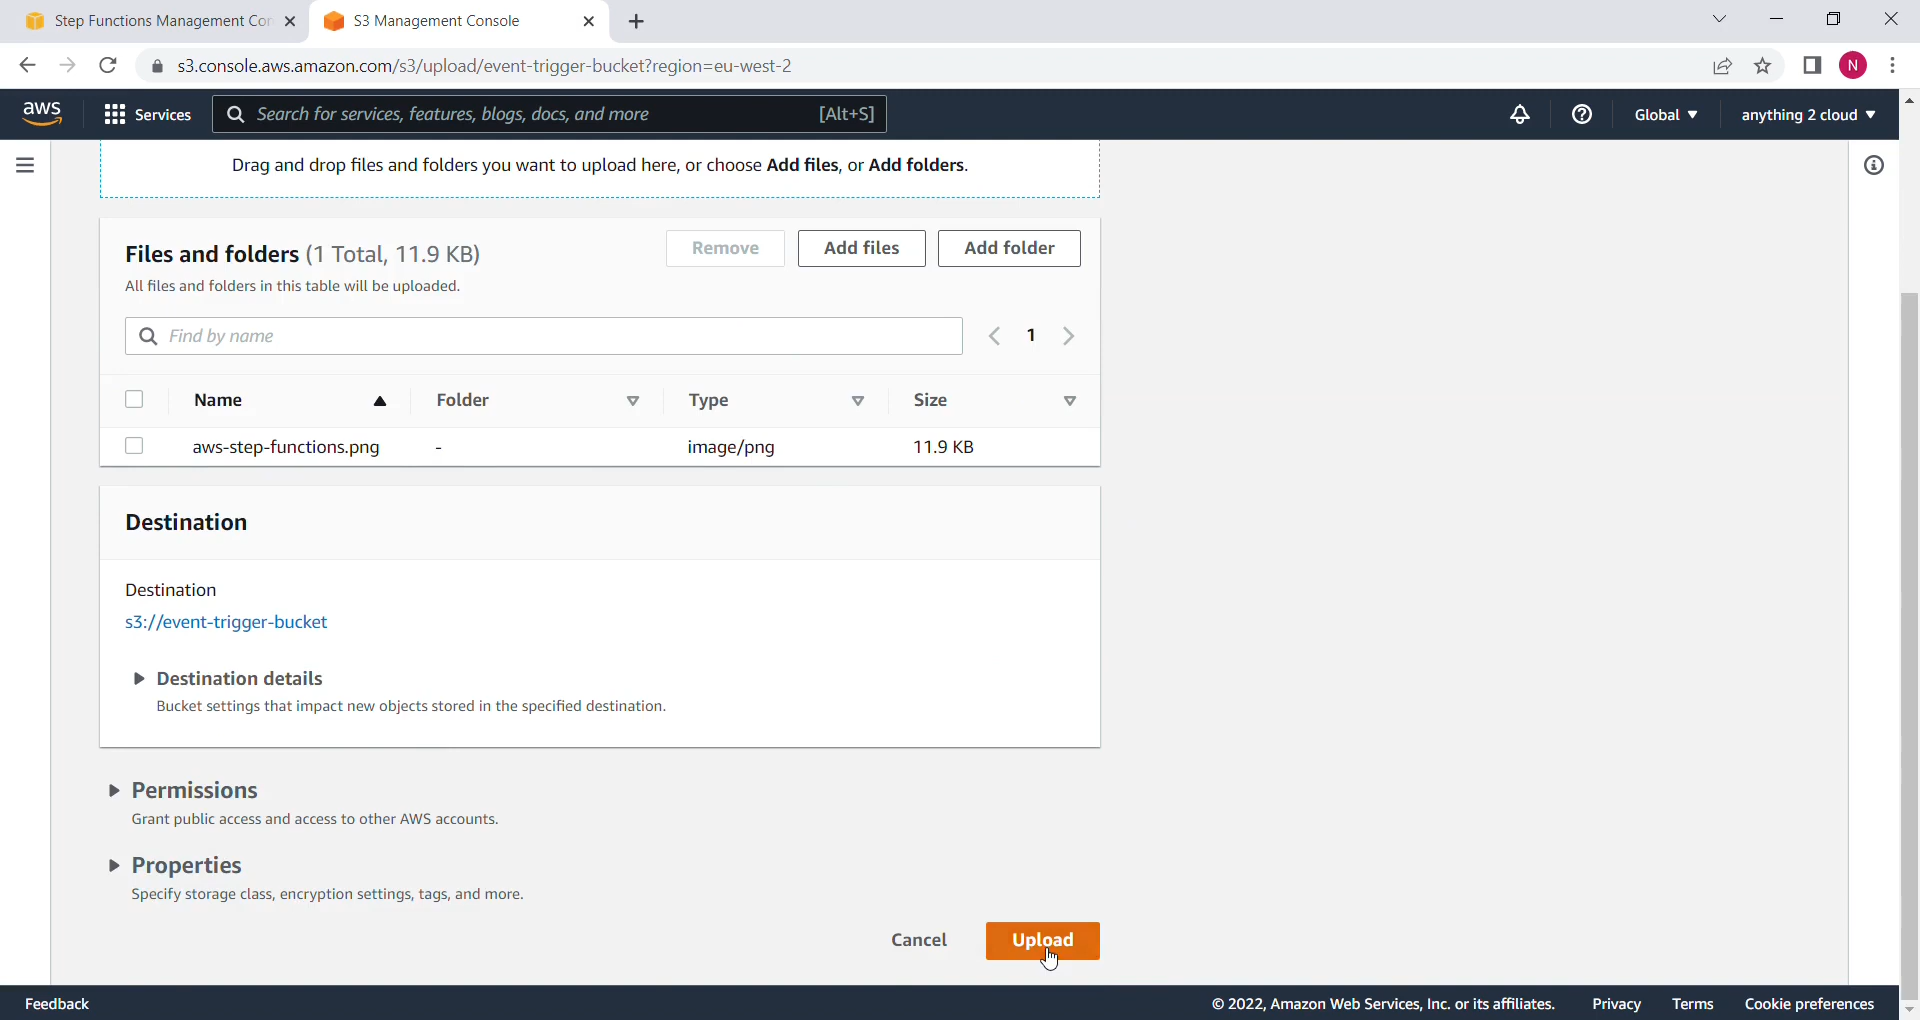 Step Functions Management Con
S3 Management Console
s3.console.aws.amazon.com/s3/upload/event-trigger-bucket?region=eu-west-2
N
aws
Services
Search for services, features, blogs, docs, and more
[Alt+S]
Global
anything 2 cloud
Drag and drop files and folders you want to upload here, or choose Add files, or Add folders.
Files and folders (1 Total, 11.9 KB)
Remove
Add files
Add folder
All files and folders in this table will be uploaded.
Find by name
1
Name
Folder
Type
Size
aws-step-functions.png
-
image/png
11.9 KB
Destination
Destination
s3://event-trigger-bucket
Destination details
Bucket settings that impact new objects stored in the specified destination.
Permissions
Grant public access and access to other AWS accounts.
Properties
Specify storage class, encryption settings, tags, and more.
Cancel
Upload
Feedback
© 2022, Amazon Web Services, Inc. or its affiliates.
Privacy
Terms
Cookie preferences